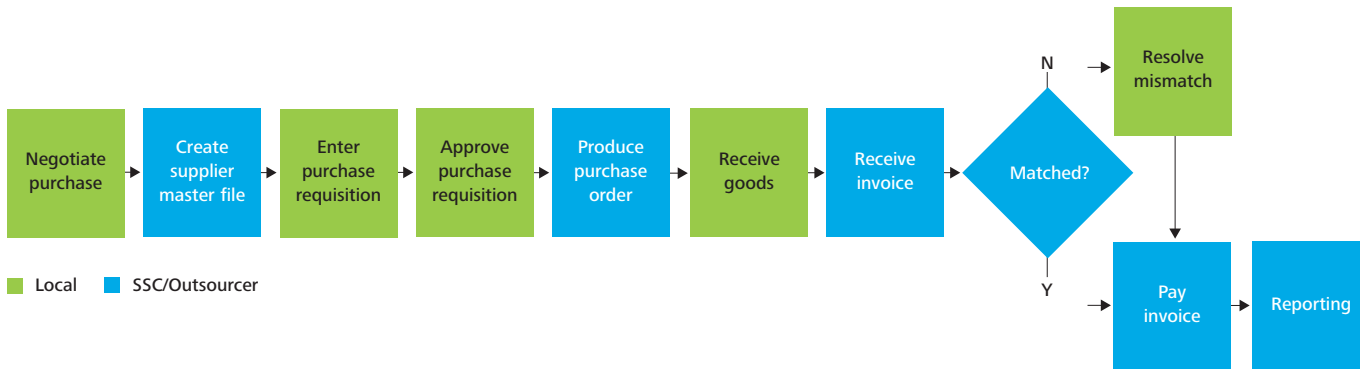 Negotiate
purchase
Create
supplier
master file
Enter
purchase
requisition
Approve
purchase
requisition
Produce
purchase
order
Receive
goods
Receive
invoice
Matched?
N
Resolve
mismatch
Y
Pay
invoice
Reporting
Local
SSC/Outsourcer